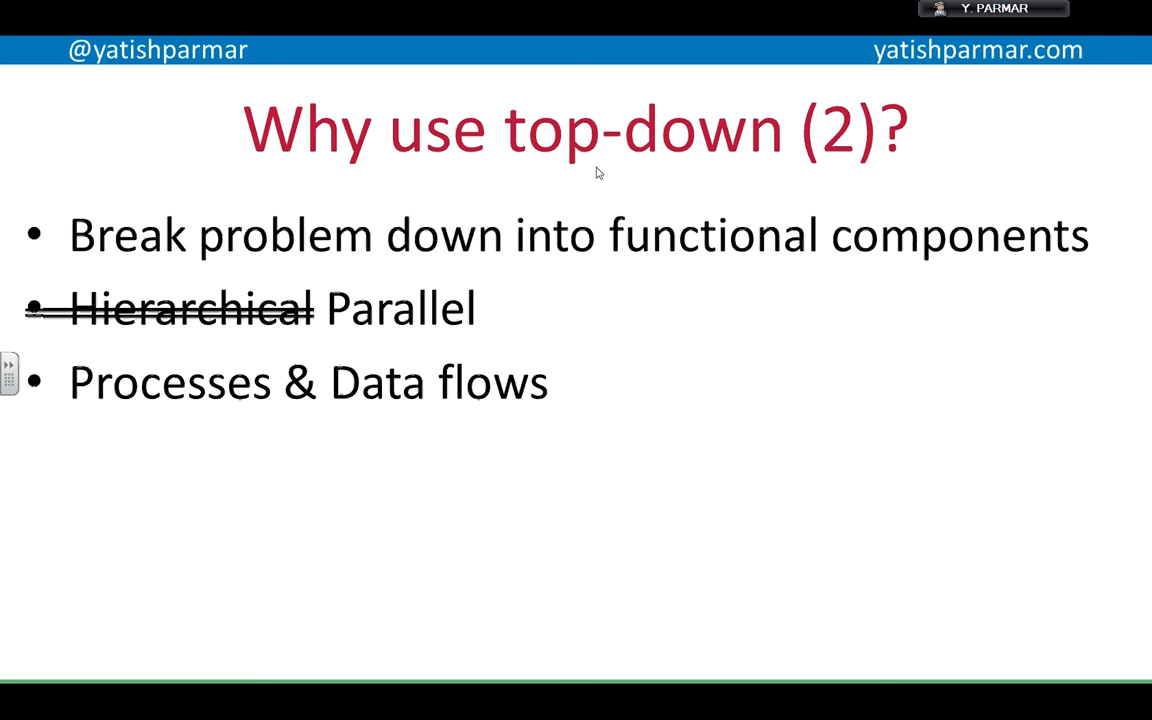 Y. PARMAR
@yatishparmar yatishparmar.com
Why use top-down (2)?
• Break problem down into functional components
• Hierarchical Parallel
• Processes & Data flows